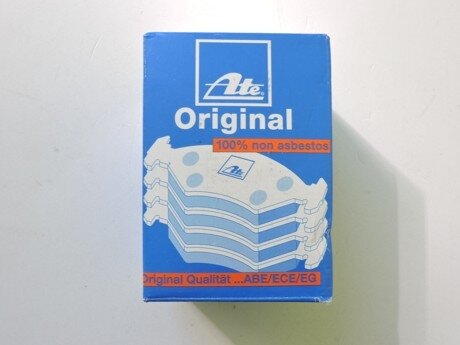 Ate
Original
100% non asbestos
Ate
Original Qualität ...ABE/ECE/EG